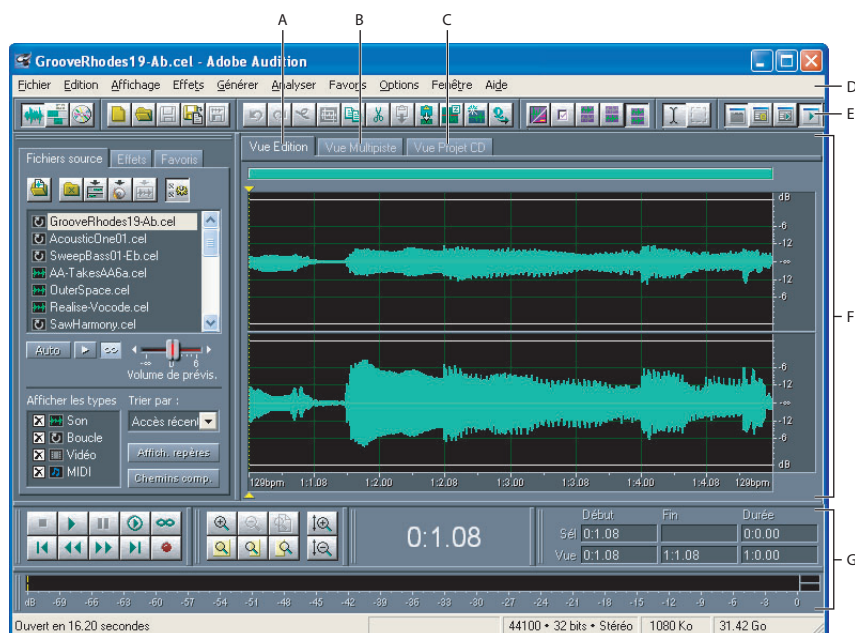 A B C
GrooveRhodes19-Ab.cel - Adobe Audition
Fichier Edition Affichage Effets Générer Analyser Favoris Options Fenêtre Aide
D
E
Vue Edition Vue Multipiste Vue Projet CD
Fichiers source Effets Favoris
GrooveRhodes19-Ab.cel
AcousticOne01.cel
SweepBass01-Eb.cel
AA-TakesAA6a.cel
OuterSpace.cel
Realise-Vocode.cel
SawHarmony.cel
Auto
-∞ 0 6
Volume de prévis.
Afficher les types Trier par :
Son
Boucle
Vidéo
MIDI
Accès récent
Affich. repères
Chemins comp.
dB
-6
-12
-∞
-12
-6
-6
-12
-∞
-12
-6
dB
129bpm 1:1.08 1:2.00 1:2.08 1:3.00 1:3.08 1:4.00 1:4.08 129bpm
F
0:1.08
Début Fin Durée
Sél 0:1.08 0:0.00
Vue 0:1.08 1:1.08 1:0.00
G
dB -69 -66 -63 -60 -57 -54 -51 -48 -45 -42 -39 -36 -33 -30 -27 -24 -21 -18 -15 -12 -9 -6 -3 0
Ouvert en 16.20 secondes 44100 • 32 bits • Stéréo 1080 Ko 31.42 Go